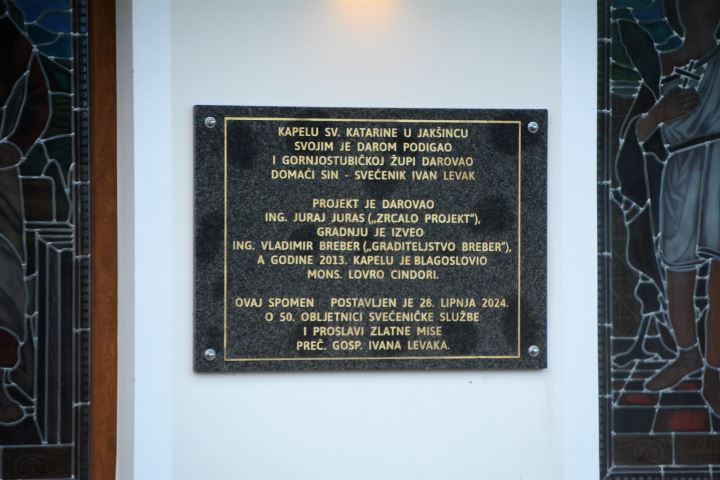 KAPELU SV. KATARINE U JAKŠINCU
SVOJIM JE DAROM PODIGAO
I GORNJOSTUBIČKOJ ŽUPI DAROVAO
DOMAĆI SIN - SVEĆENIK IVAN LEVAK
PROJEKT JE DAROVAO
ING. JURAJ JURAS („ZRCALO PROJEKT"),
GRADNJU JE IZVEO
ING. VLADIMIR BREBER („GRADITELJSTVO BREBER"),
A GODINE 2013. KAPELU JE BLAGOSLOVIO
MONS. LOVRO CINDORI.
OVAJ SPOMEN POSTAVLJEN JE 28. LIPNJA 2024.
O 50. OBLJETNICI SVEĆENIČKE SLUŽBE
I PROSLAVI ZLATNE MISE
PREČ. GOSP. IVANA LEVAKA.